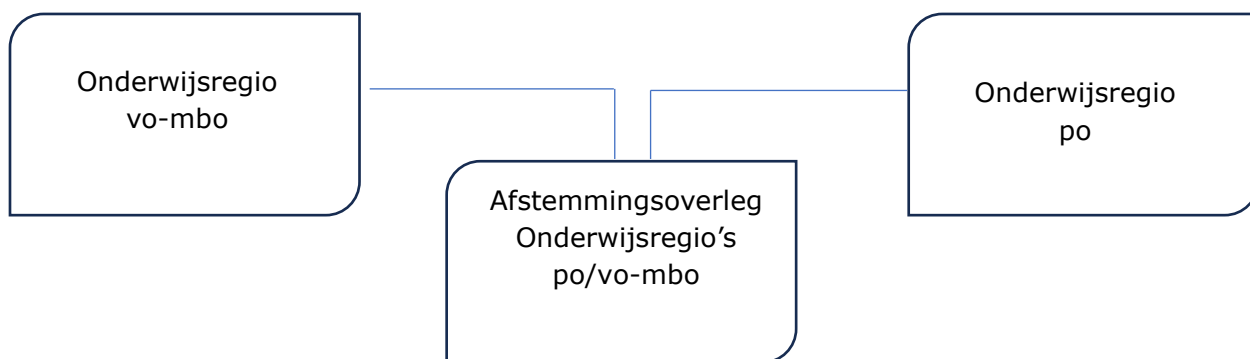 Onderwijsregio
vo-mbo
Onderwijsregio
po
Afstemmingsoverleg
Onderwijsregio’s
po/vo-mbo